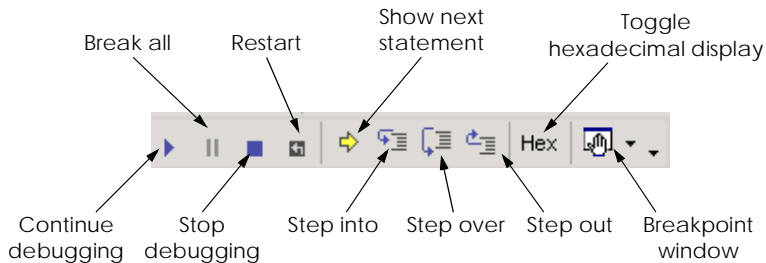 Show next
statement
Toggle
hexadecimal display
Break all
Restart
Hex
Continue
debugging
Stop
debugging
Step into
Step over
Step out
Breakpoint
window